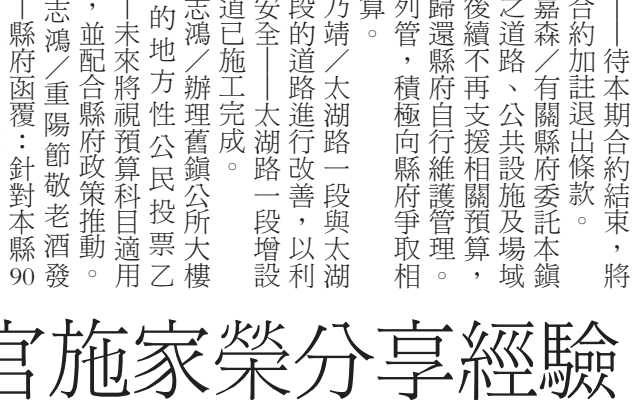 ——待本期合約結束，將
合約加註退出條款。
嘉森／有關縣府委託本鎮
之道路、公共設施及場域
後續不再支援相關預算，
歸還縣府自行維護管理。
列管，積極向縣府爭取相
算。
乃靖／太湖路一段與太湖
段的道路進行改善，以利
安全——太湖路一段增設
道已施工完成。
志鴻／辦理舊鎮公所大樓
的地方性公民投票乙
—未來將視預算科目適用
，並配合縣府政策推動。
志鴻／重陽節敬老酒發
—縣府函覆：針對本縣90
官施家榮分享經驗